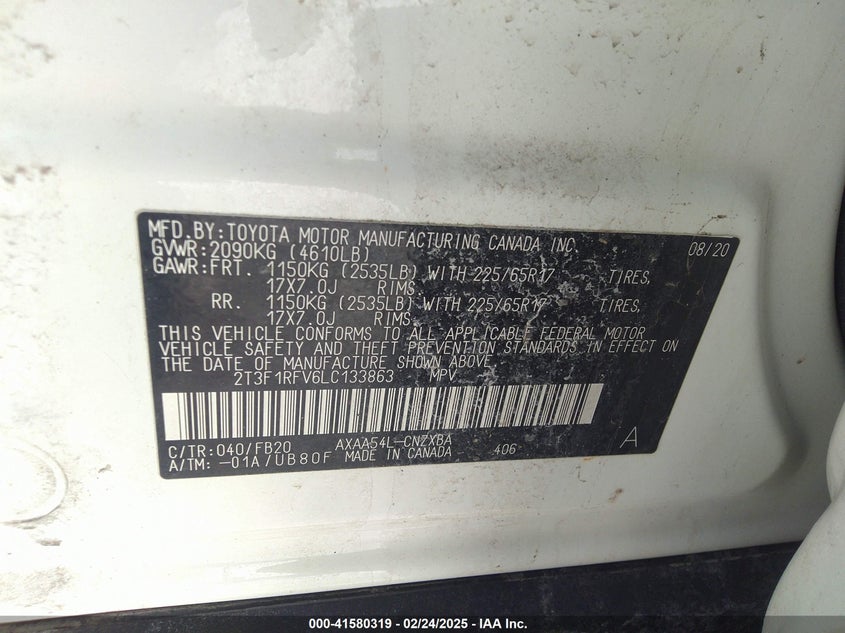 MFD.BY:TOYOTA MOTOR MANUFACTURING CANADA INC. 08/20
GVWR:2090KG (4610LB)
GAWR:FRT. 1150KG (2535LB) WITH 225/65R17 TIRES,
17X7.0J RIMS,
RR. 1150KG (2535LB) WITH 225/65R17 TIRES,
17X7.0J RIMS
THIS VEHICLE CONFORMS TO ALL APPLICABLE FEDERAL MOTOR
VEHICLE SAFETY AND THEFT PREVENTION STANDARDS IN EFFECT ON
THE DATE OF MANUFACTURE SHOWN ABOVE
2T3F1RFV6LC133863 MPV
C/TR:040/FB20 AXAA54L-CNZXBA A
A/TM:-01A/UB80F MADE IN CANADA 406
000-41580319 / 02/24/2025 - IAA Inc.